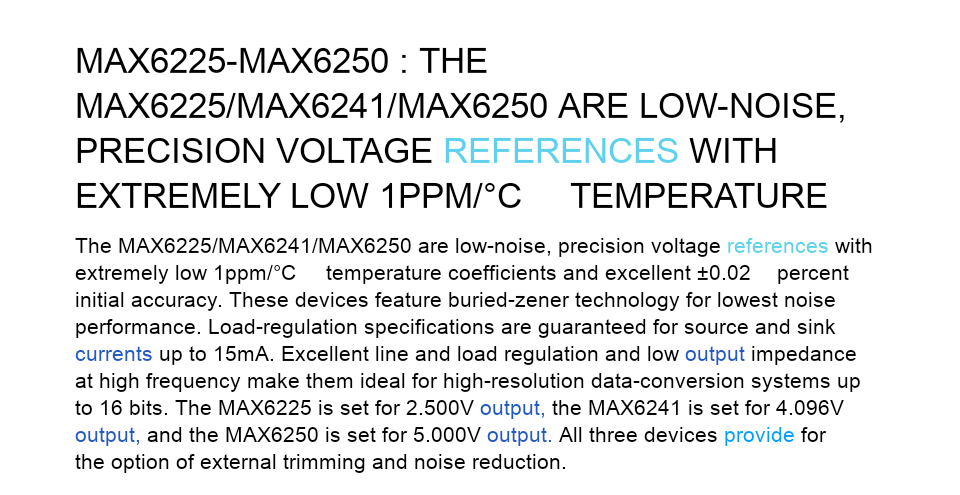 MAX6225-MAX6250 : THE
MAX6225/MAX6241/MAX6250 ARE LOW-NOISE,
PRECISION VOLTAGE REFERENCES WITH
EXTREMELY LOW 1PPM/°C TEMPERATURE
The MAX6225/MAX6241/MAX6250 are low-noise, precision voltage references with
extremely low 1ppm/°C temperature coefficients and excellent ±0.02 percent
initial accuracy. These devices feature buried-zener technology for lowest noise
performance. Load-regulation specifications are guaranteed for source and sink
currents up to 15mA. Excellent line and load regulation and low output impedance
at high frequency make them ideal for high-resolution data-conversion systems up
to 16 bits. The MAX6225 is set for 2.500V output, the MAX6241 is set for 4.096V
output, and the MAX6250 is set for 5.000V output. All three devices provide for
the option of external trimming and noise reduction.